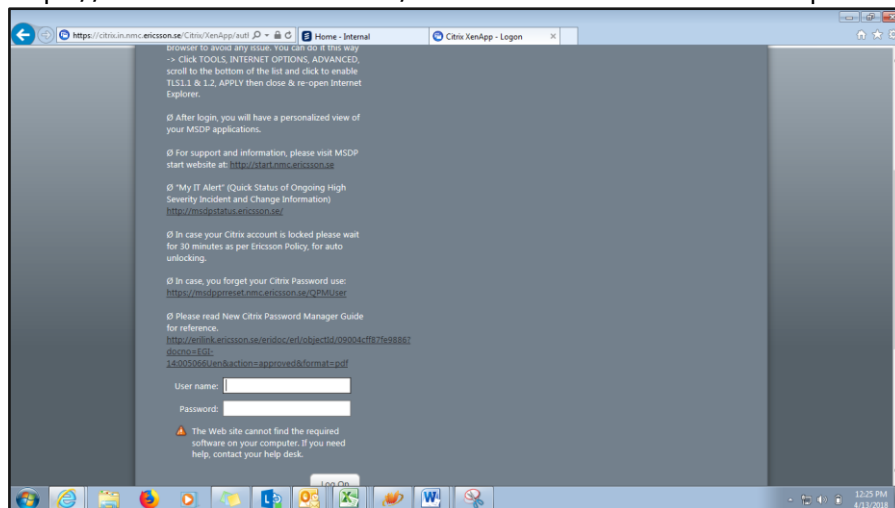 https://citrix.in.nmc.ericsson.se/Citrix/XenApp/autl
Home - Internal
Citrix XenApp - Logon
browser to avoid any issue. You can do it this way
-> Click TOOLS, INTERNET OPTIONS, ADVANCED,
scroll to the bottom of the list and click to enable
TLS1.1 & 1.2, APPLY then close & re-open Internet
Explorer.
Ø After login, you will have a personalized view of
your MSDP applications.
Ø For support and information, please visit MSDP
start website at: http://start.nmc.ericsson.se
Ø "My IT Alert" (Quick Status of Ongoing High
Severity Incident and Change Information)
http://msdpstatus.ericsson.se/
Ø In case your Citrix account is locked please wait
for 30 minutes as per Ericsson Policy, for auto
unlocking.
Ø In case, you forget your Citrix Password use:
https://msdpprreset.nmc.ericsson.se/QPMUser
Ø Please read New Citrix Password Manager Guide
for reference.
http://erilink.ericsson.se/eridoc/erl/objectId/09004cff87fe9886?
docno=EGI-
14:005066Uen&action=approved&format=pdf
User name:
Password:
The Web site cannot find the required
software on your computer. If you need
help, contact your help desk.
Log On
12:25 PM
4/13/2018